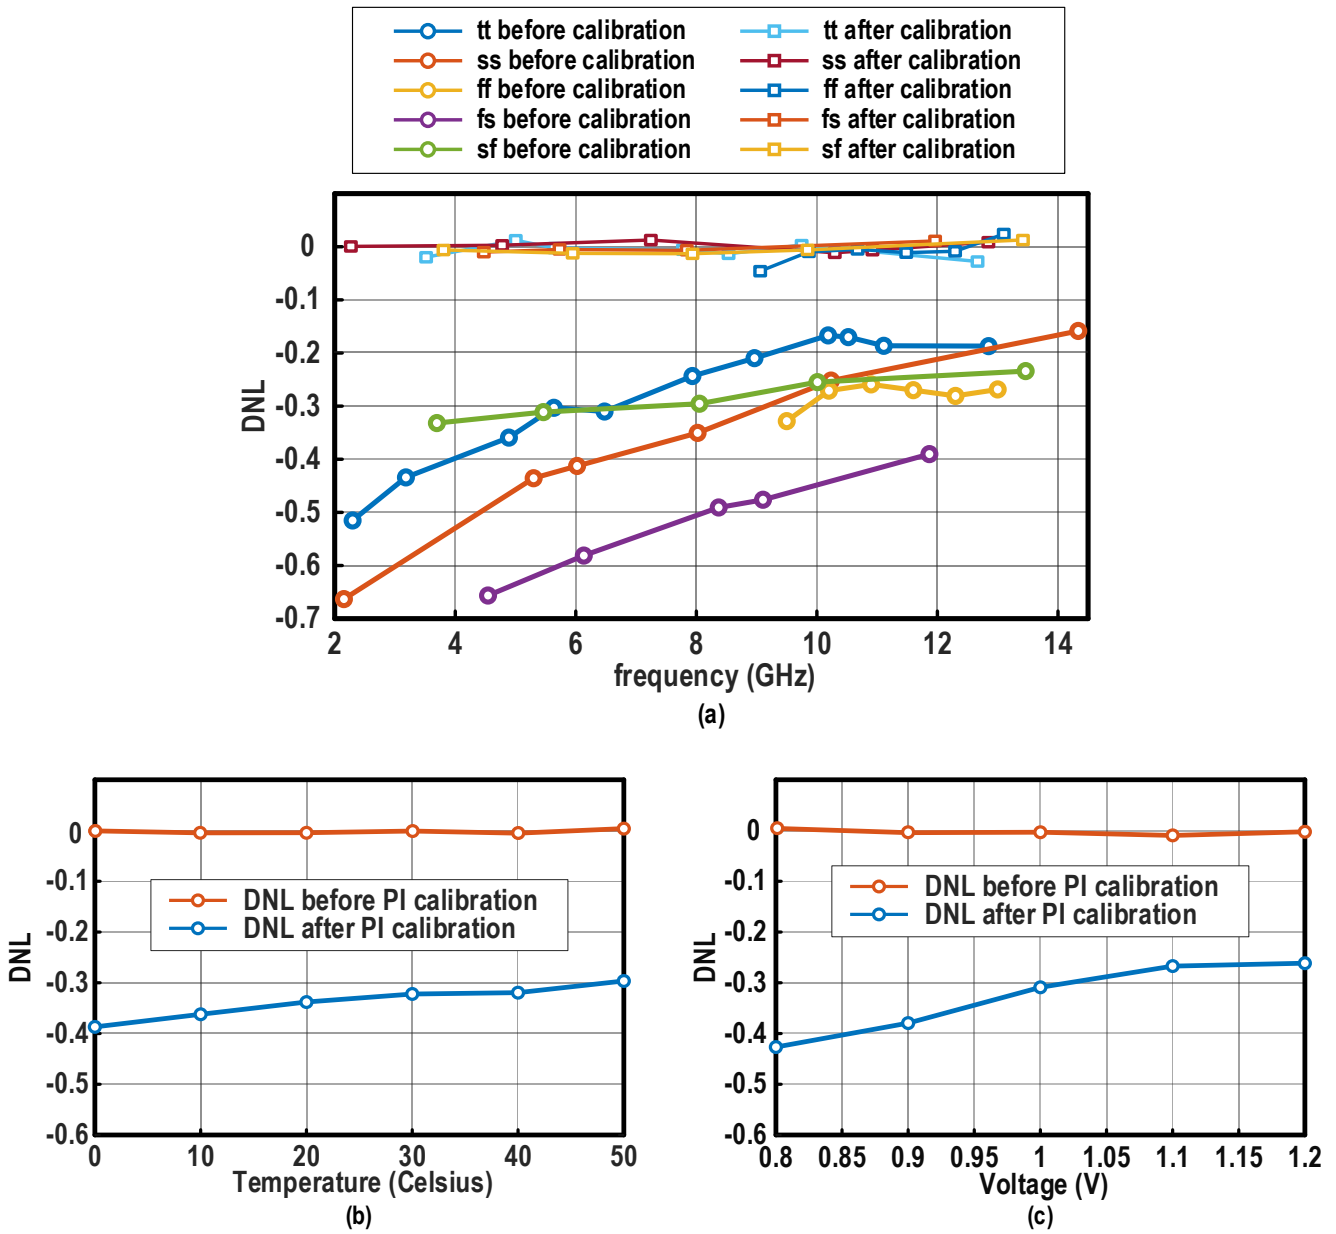 tt before calibration
tt after calibration
ss before calibration
ss after calibration
ff before calibration
ff after calibration
fs before calibration
fs after calibration
sf before calibration
sf after calibration
0
-0.1
-0.2
-0.3
-0.4
-0.5
-0.6
-0.7
DNL
2 4 6 8 10 12 14
frequency (GHz)
(a)
0
-0.1
-0.2
-0.3
-0.4
-0.5
-0.6
DNL
DNL before PI calibration
DNL after PI calibration
0 10 20 30 40 50
Temperature (Celsius)
(b)
0
-0.1
-0.2
-0.3
-0.4
-0.5
-0.6
DNL
DNL before PI calibration
DNL after PI calibration
0.8 0.85 0.9 0.95 1 1.05 1.1 1.15 1.2
Voltage (V)
(c)